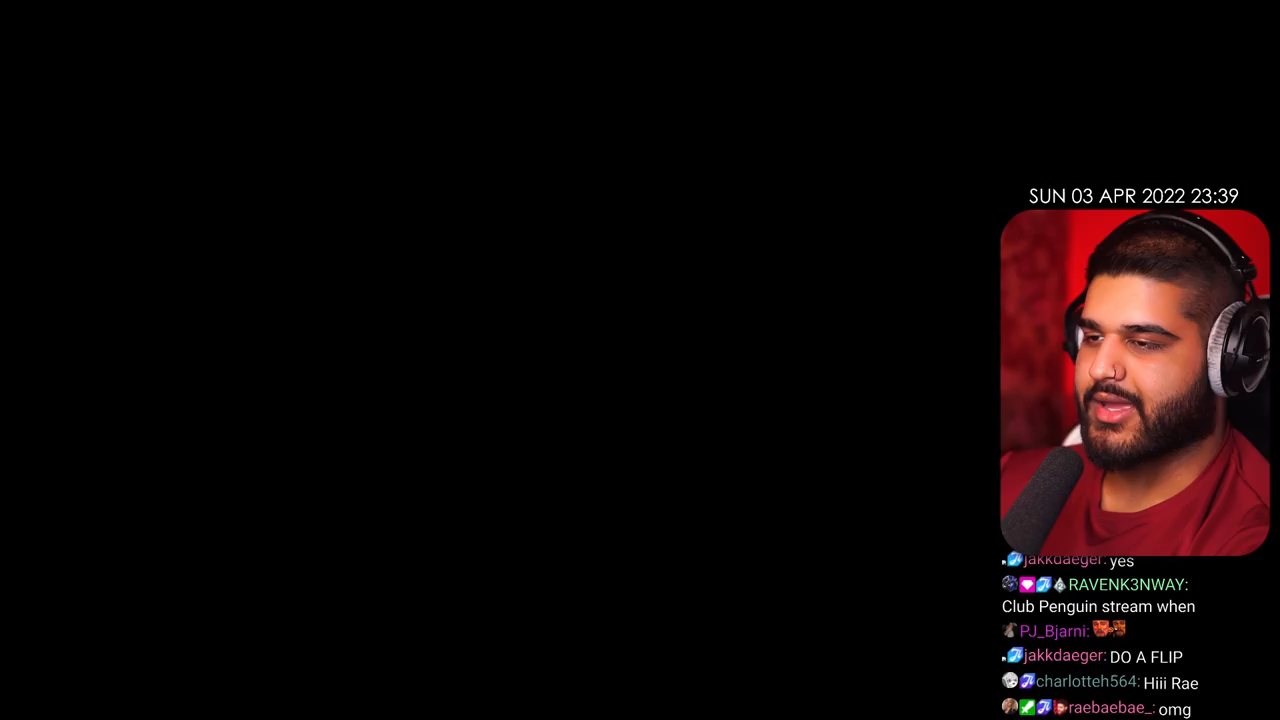 SUN 03 APR 2022 23:39
jakkdaeger: yes
RAVENK3NWAY:
Club Penguin stream when
PJ_Bjarni:
jakkdaeger: DO A FLIP
charlotteh564: Hiii Rae
raebaebae_: omg